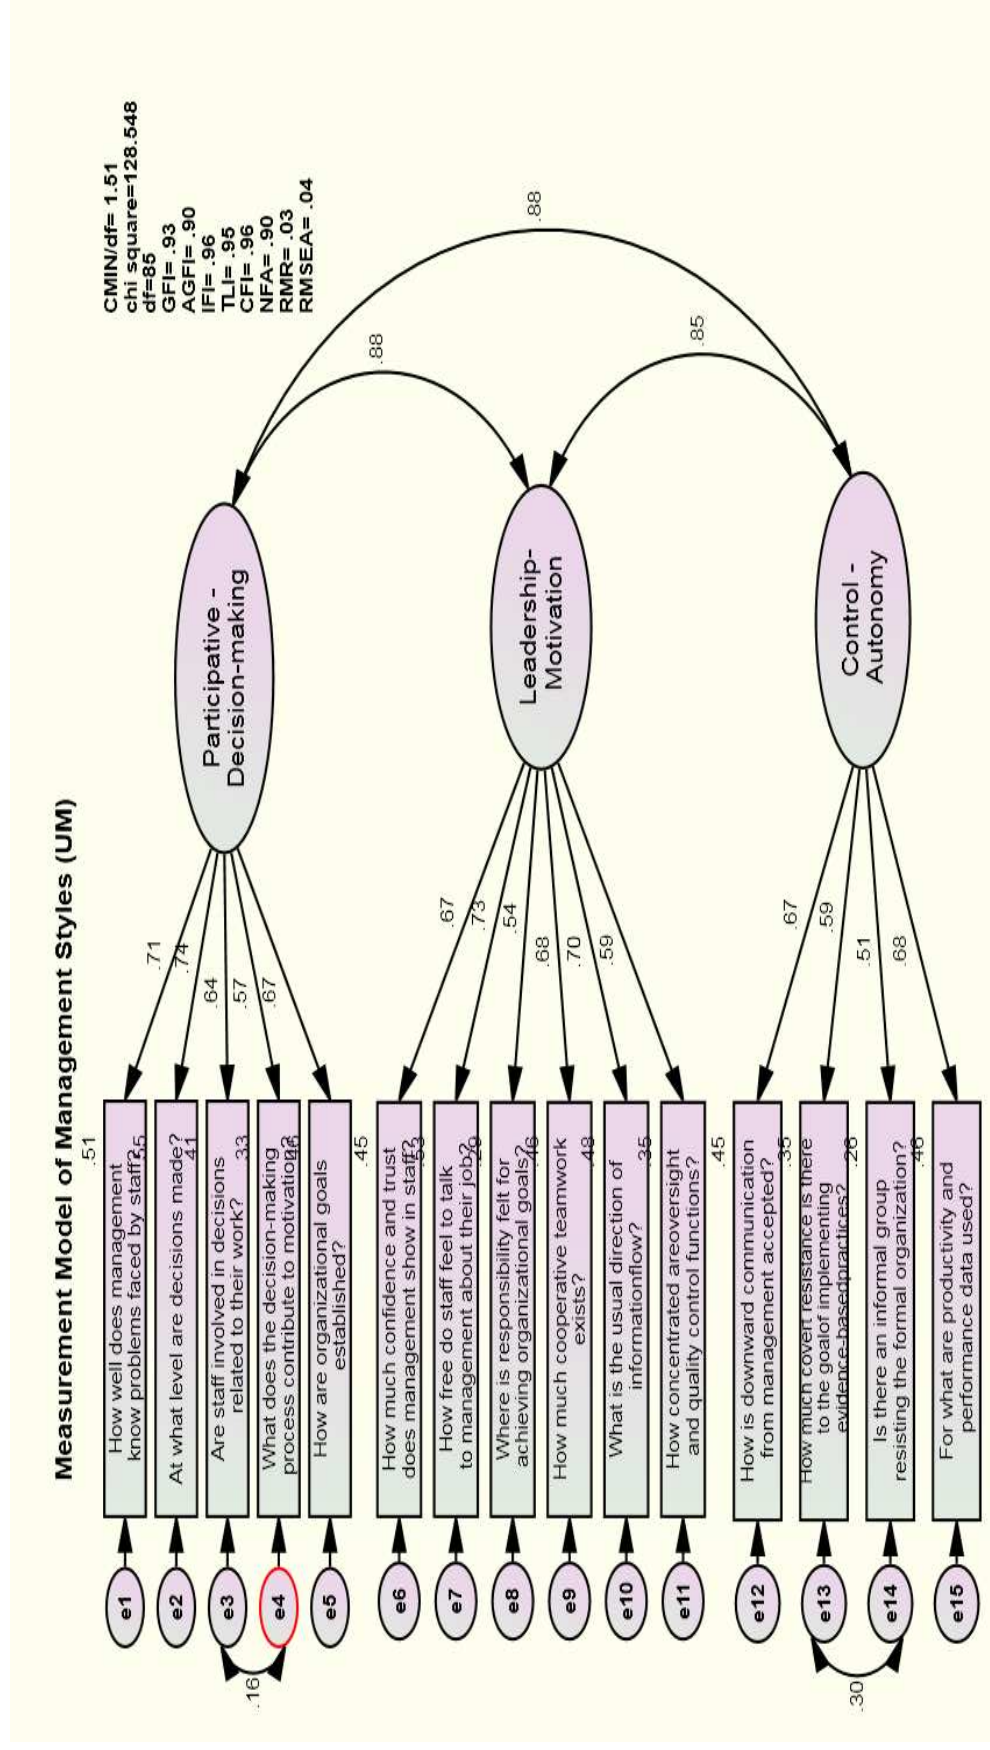 Measurement Model of Management Styles (UM)
CMIN/df= 1.51
chi square=128.548
df=85
GFI= .93
AGFI= .90
IFI= .96
TLI= .95
CFI= .96
NFA= .90
RMR= .03
RMSEA= .04
e1
How well does management
know problems faced by staff?
.51
.71
e2
At what level are decisions made?
.55
.74
e3
Are staff involved in decisions
related to their work?
.41
.64
e4
What does the decision-making
process contribute to motivation?
.33
.57
e5
How are organizational goals
established?
.67
.16
Participative -
Decision-making
e6
How much confidence and trust
does management show in staff?
.45
.67
e7
How free do staff feel to talk
to management about their job?
.53
.73
e8
Where is responsibility felt for
achieving organizational goals?
.29
.54
e9
How much cooperative teamwork
exists?
.46
.68
e10
What is the usual direction of
informationflow?
.48
.70
e11
How concentrated areoversight
and quality control functions?
.35
.59
Leadership-
Motivation
e12
How is downward communication
from management accepted?
.45
.67
e13
How much covert resistance is there
to the goalof implementing
evidence-basedpractices?
.35
.59
e14
Is there an informal group
resisting the formal organization?
.26
.51
e15
For what are productivity and
performance data used?
.46
.68
.30
Control -
Autonomy
.88
.85
.88